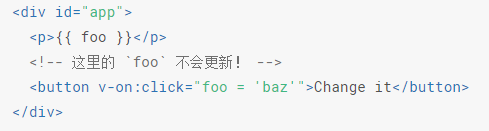 <div id="app">
<p>{{ foo }}</p>
<!-- 这里的 `foo` 不会更新! -->
<button v-on:click="foo = 'baz'">Change it</button>
</div>